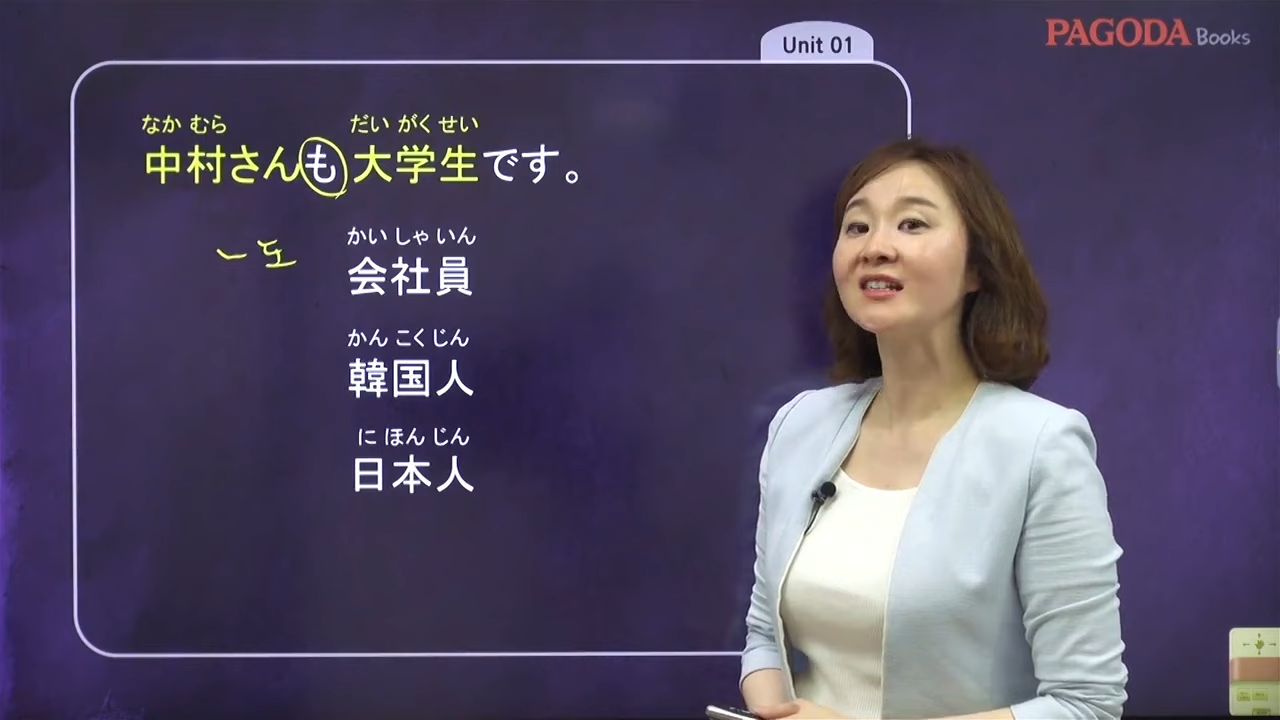 Unit 01
PAGODA Books
なか むら だい がく せい
中村さんも 大学生です。
かい しゃ いん
~도 会社員
かん こく じん
韓国人
に ほん じん
日本人